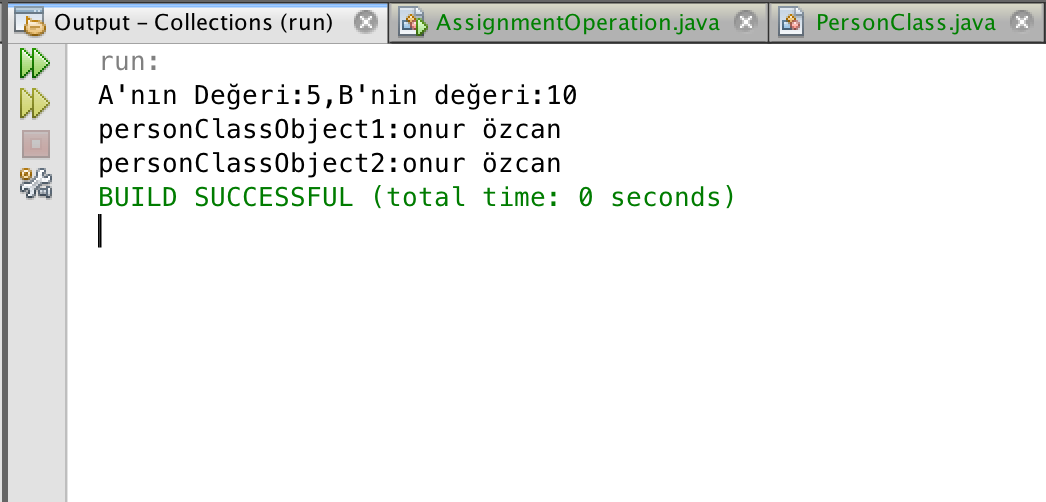 Output – Collections (run) AssignmentOperation.java PersonClass.java
run:
A'nın Değeri:5,B'nin değeri:10
personClassObject1:onur özcan
personClassObject2:onur özcan
BUILD SUCCESSFUL (total time: 0 seconds)